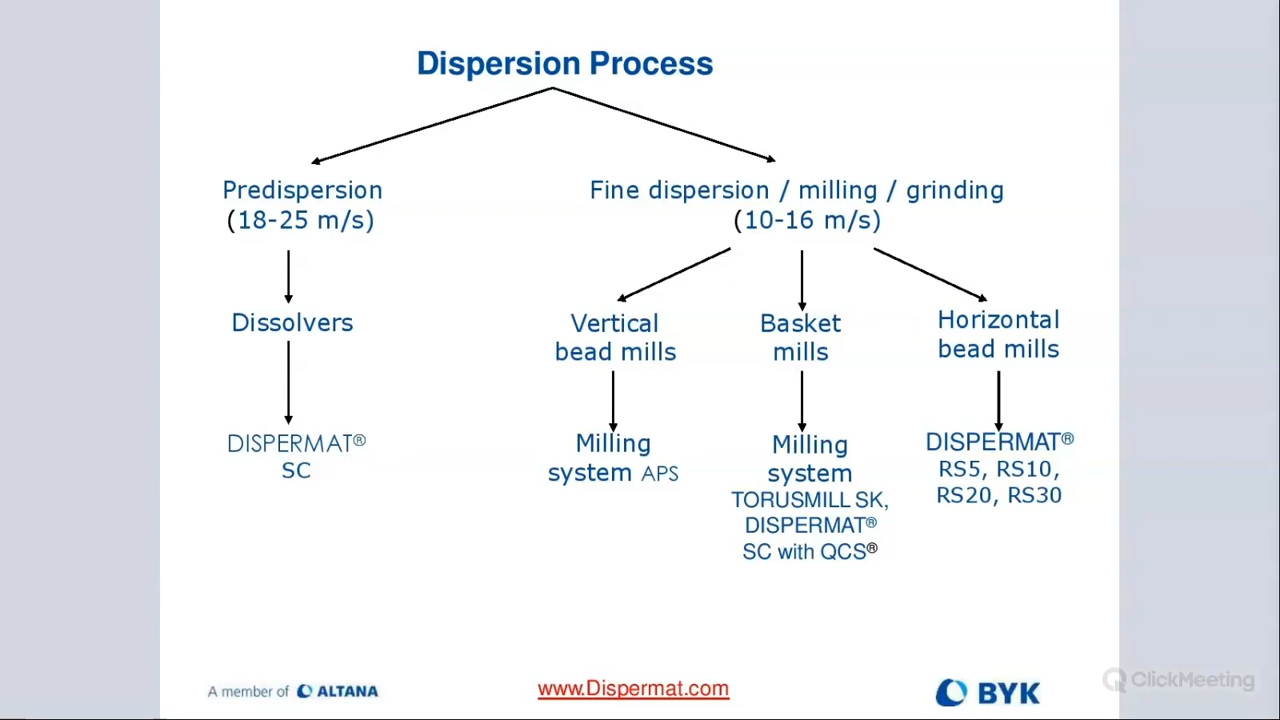 Dispersion Process
Predispersion
(18-25 m/s)
Dissolvers
DISPERMAT®
SC
Fine dispersion / milling / grinding
(10-16 m/s)
Vertical
bead mills
Milling
system APS
Basket
mills
Milling
system
TORUSMILL SK,
DISPERMAT®
SC with QCS®
Horizontal
bead mills
DISPERMAT®
RS5, RS10,
RS20, RS30
A member of ALTANA
www.Dispermat.com
BYK
ClickMeeting